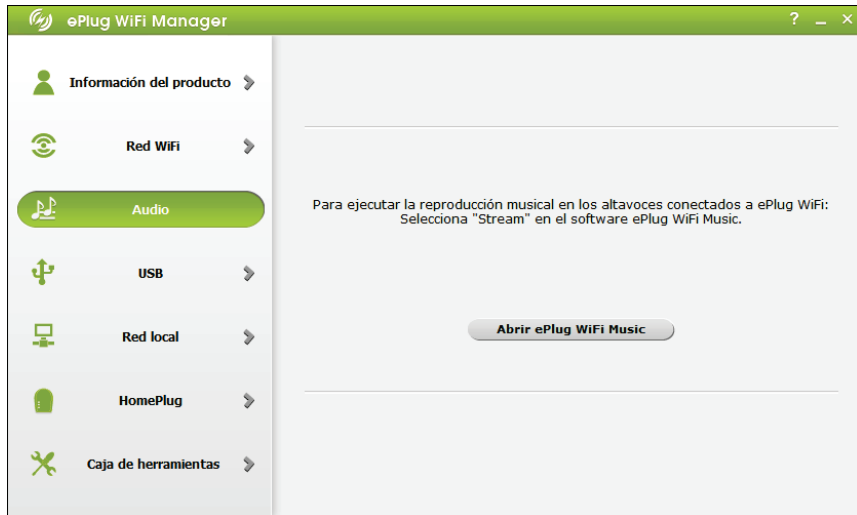 ePlug WiFi Manager
? _ ×
Información del producto
Red WiFi
Audio
USB
Red local
HomePlug
Caja de herramientas
Para ejecutar la reproducción musical en los altavoces conectados a ePlug WiFi:
Selecciona "Stream" en el software ePlug WiFi Music.
Abrir ePlug WiFi Music